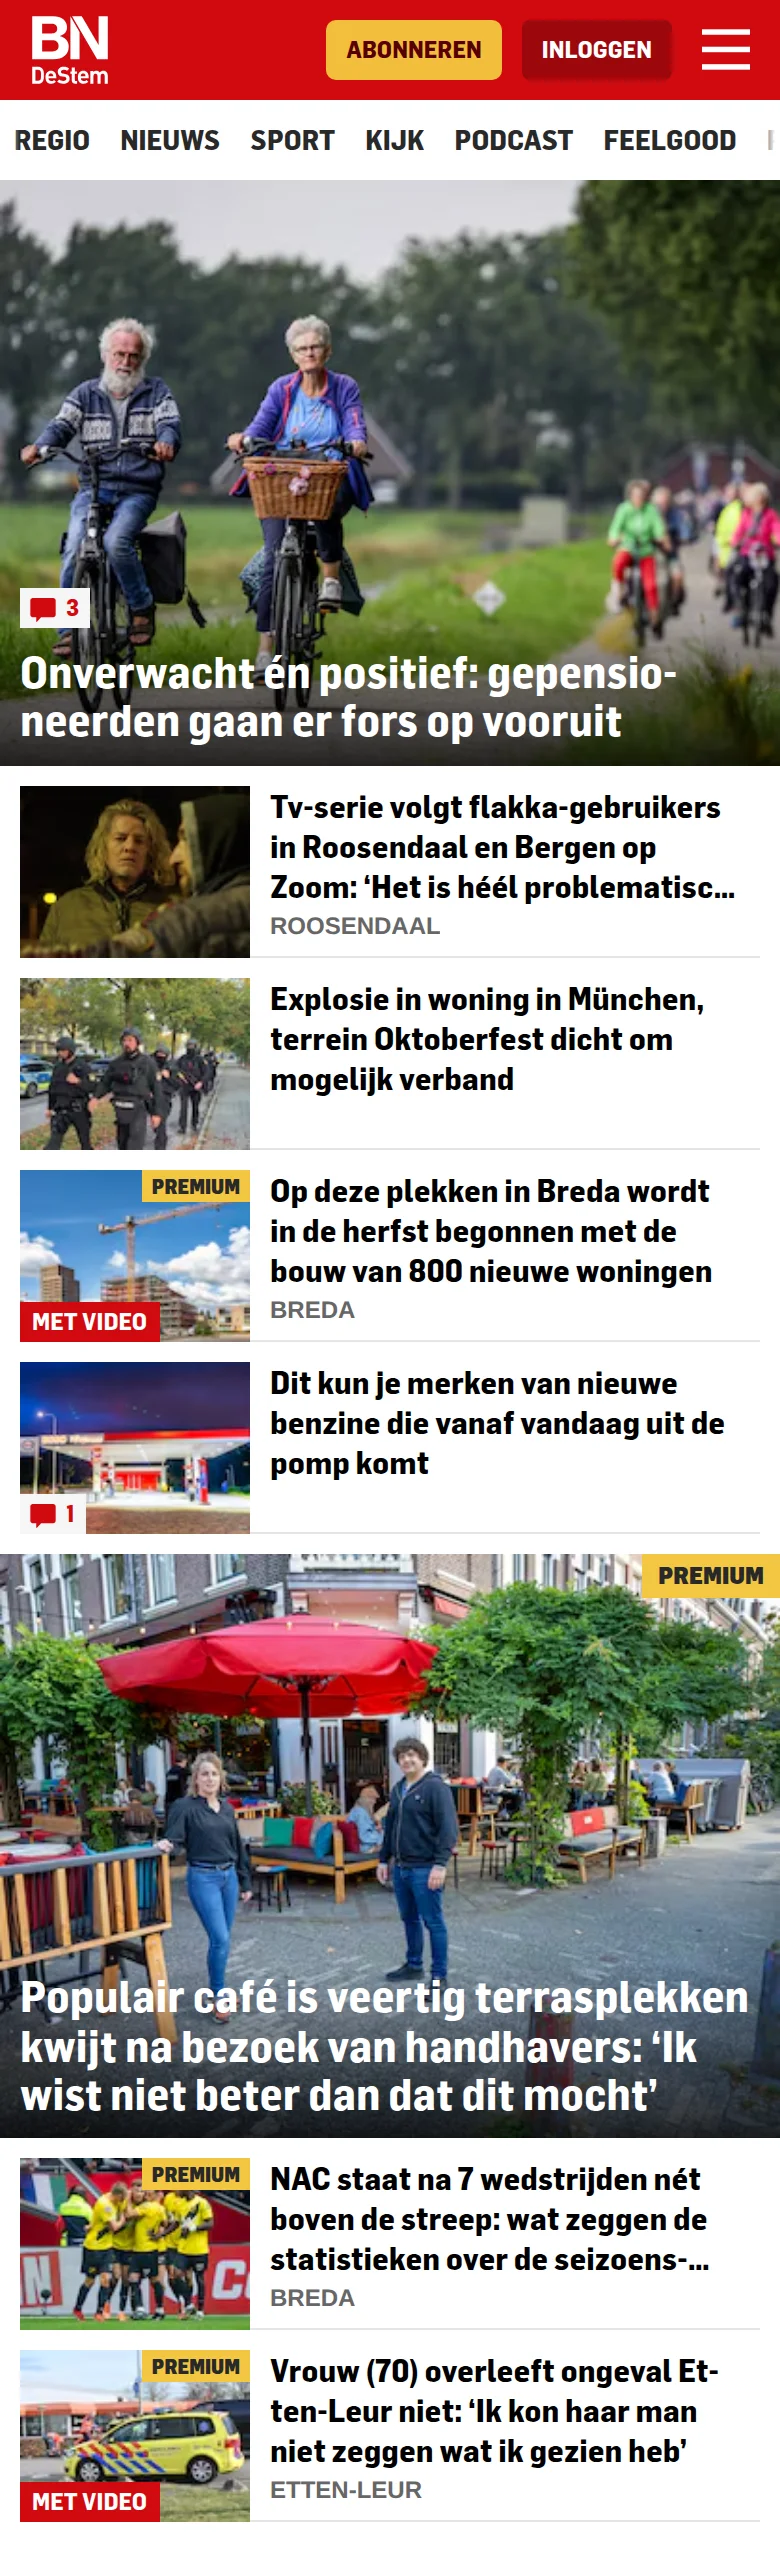 BN
DeStem
ABONNEREN
INLOGGEN
REGIO NIEUWS SPORT KIJK PODCAST FEELGOOD
3
Onverwacht én positief: gepensio-
neerden gaan er fors op vooruit
Tv-serie volgt flakka-gebruikers
in Roosendaal en Bergen op
Zoom: ‘Het is héél problematisc...
ROOSENDAAL
Explosie in woning in München,
terrein Oktoberfest dicht om
mogelijk verband
PREMIUM
MET VIDEO
Op deze plekken in Breda wordt
in de herfst begonnen met de
bouw van 800 nieuwe woningen
BREDA
1
Dit kun je merken van nieuwe
benzine die vanaf vandaag uit de
pomp komt
PREMIUM
Populair café is veertig terrasplekken
kwijt na bezoek van handhavers: ‘Ik
wist niet beter dan dat dit mocht’
PREMIUM
NAC staat na 7 wedstrijden nét
boven de streep: wat zeggen de
statistieken over de seizoens-...
BREDA
PREMIUM
MET VIDEO
Vrouw (70) overleeft ongeval Et-
ten-Leur niet: ‘Ik kon haar man
niet zeggen wat ik gezien heb’
ETTEN-LEUR